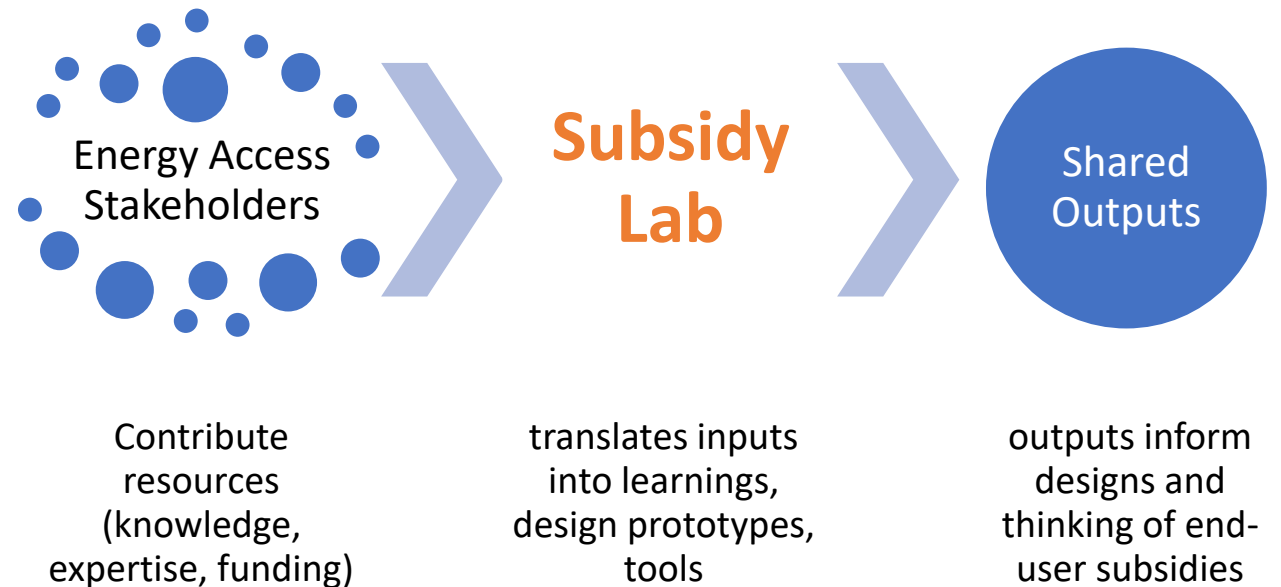 Energy Access
Stakeholders
Subsidy
Lab
Shared
Outputs
Contribute
resources
(knowledge,
expertise, funding)
translates inputs
into learnings,
design prototypes,
tools
outputs inform
designs and
thinking of end-
user subsidies